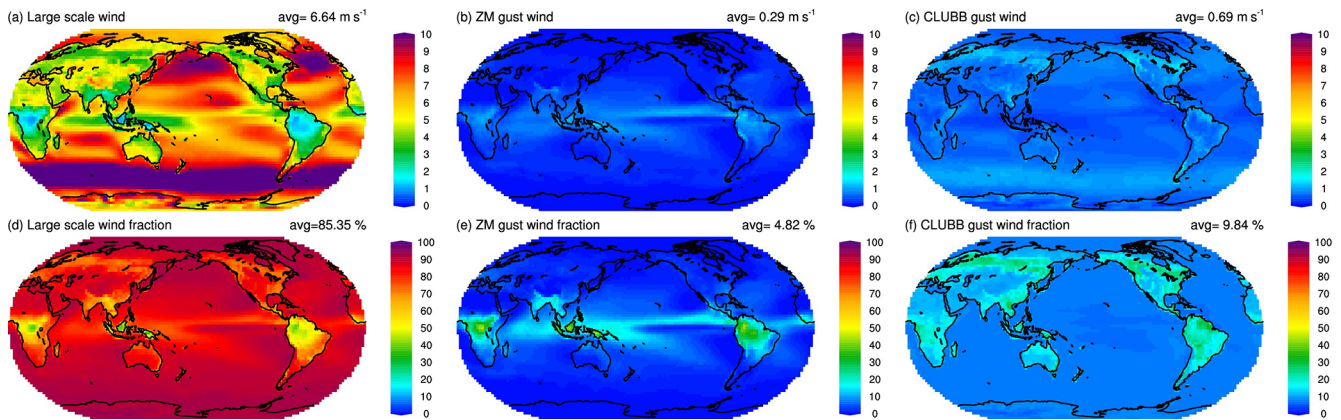 (a) Large scale wind avg= 6.64 m s⁻¹
(b) ZM gust wind avg= 0.29 m s⁻¹
(c) CLUBB gust wind avg= 0.69 m s⁻¹
10 10 10
9 9 9
8 8 8
7 7 7
6 6 6
5 5 5
4 4 4
3 3 3
2 2 2
1 1 1
0 0 0
(d) Large scale wind fraction avg=85.35 %
(e) ZM gust wind fraction avg= 4.82 %
(f) CLUBB gust wind fraction avg= 9.84 %
100 100 100
90 90 90
80 80 80
70 70 70
60 60 60
50 50 50
40 40 40
30 30 30
20 20 20
10 10 10
0 0 0